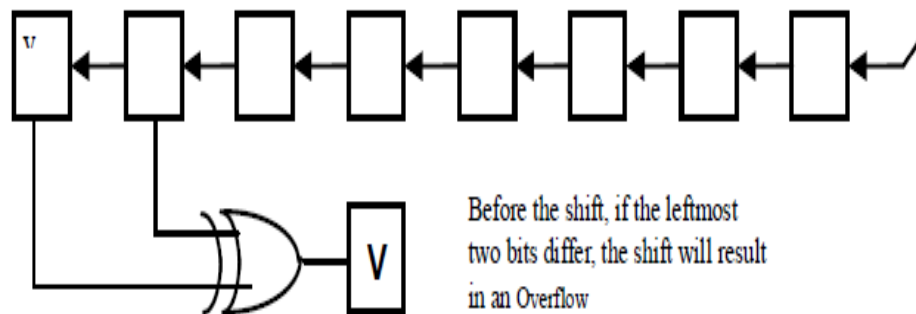 v
V
Before the shift, if the leftmost
two bits differ, the shift will result
in an Overflow